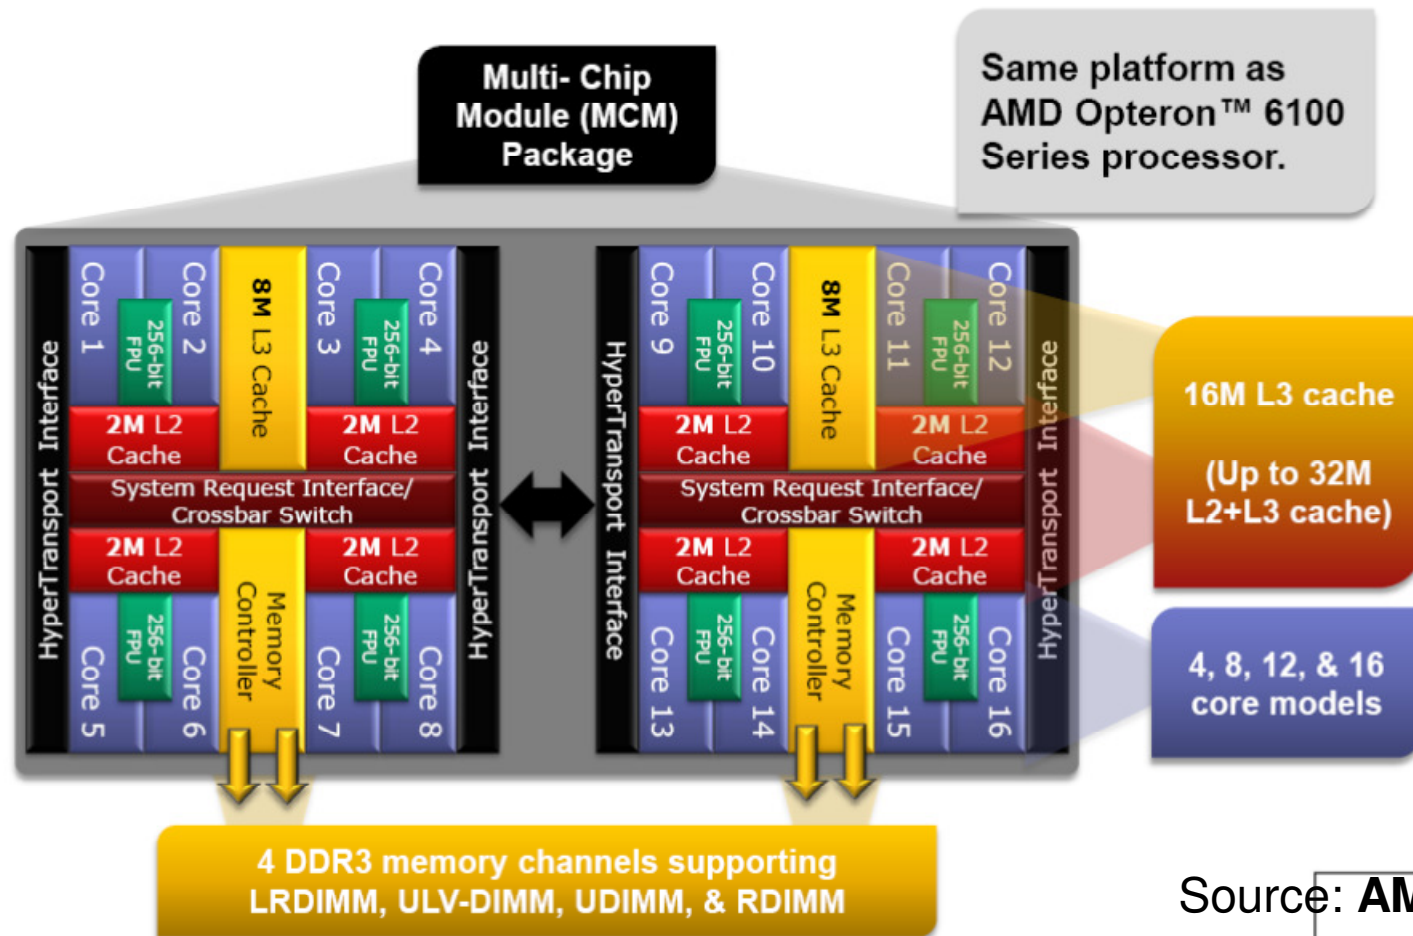 Multi- Chip
Module (MCM)
Package
Same platform as
AMD Opteron™ 6100
Series processor.
HyperTransport Interface
Core 1
Core 2
256-bit
FPU
8M L3 Cache
Core 3
Core 4
256-bit
FPU
2M L2
Cache
2M L2
Cache
System Request Interface/
Crossbar Switch
2M L2
Cache
2M L2
Cache
Core 5
Core 6
256-bit
FPU
Memory
Controller
Core 7
Core 8
256-bit
FPU
HyperTransport Interface
HyperTransport Interface
Core 9
Core 10
256-bit
FPU
8M L3 Cache
Core 11
Core 12
256-bit
FPU
2M L2
Cache
2M L2
Cache
System Request Interface/
Crossbar Switch
2M L2
Cache
2M L2
Cache
Core 13
Core 14
256-bit
FPU
Memory
Controller
Core 15
Core 16
256-bit
FPU
HyperTransport Interface
16M L3 cache
(Up to 32M
L2+L3 cache)
4, 8, 12, & 16
core models
4 DDR3 memory channels supporting
LRDIMM, ULV-DIMM, UDIMM, & RDIMM
Source: